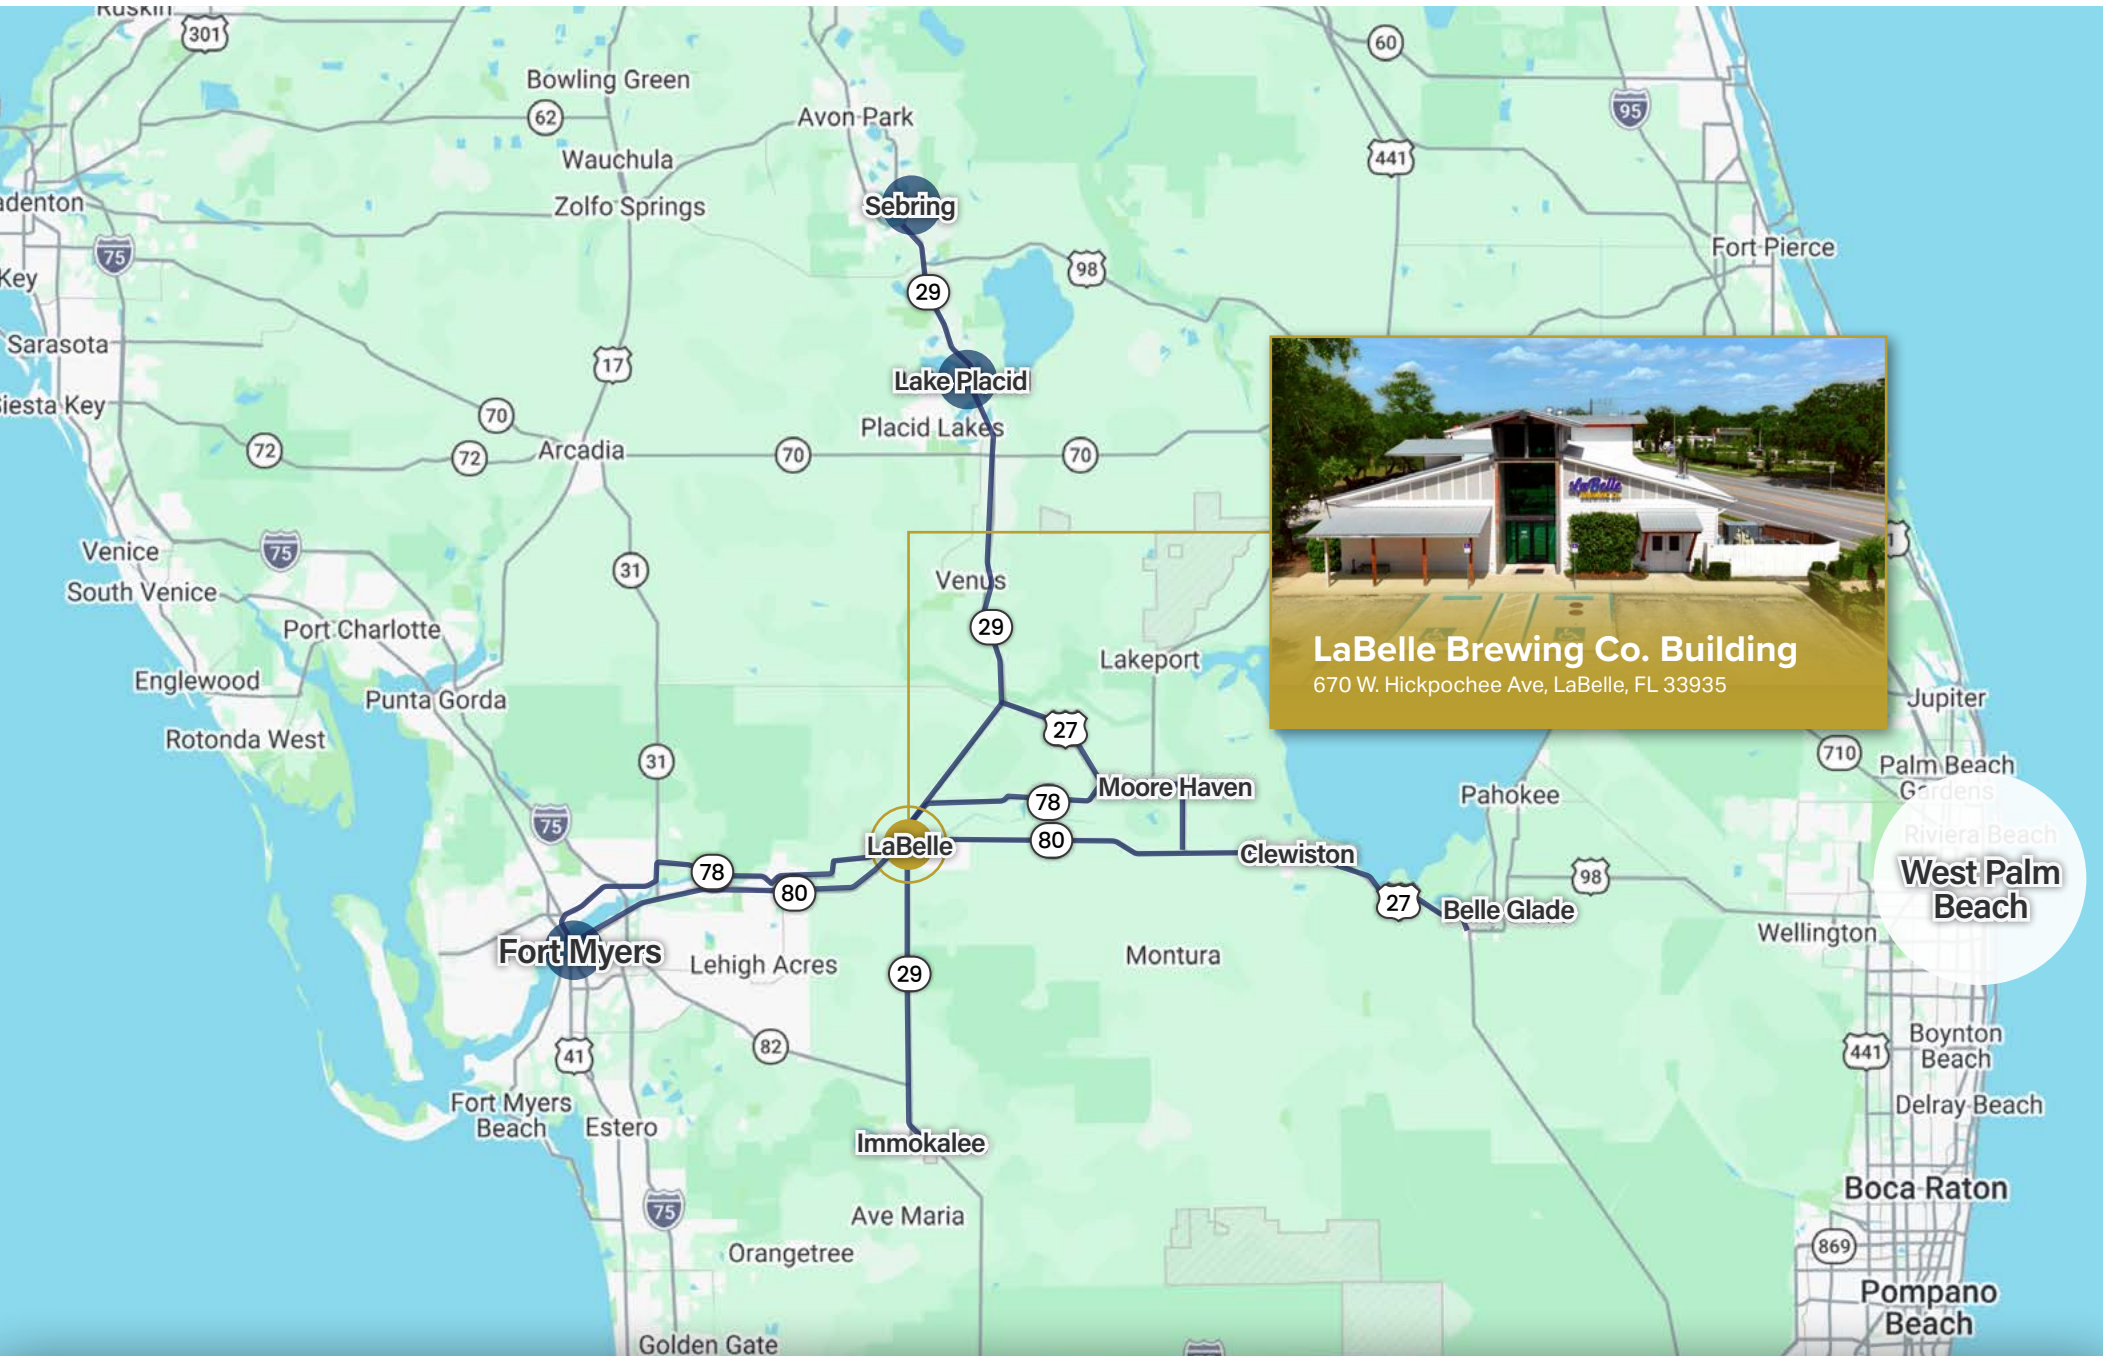 Ruskin
301
60
Bowling Green
62
Avon Park
95
Wauchula
441
adenton
Sebring
Zolfo Springs
75
Fort Pierce
98
Key
29
Sarasota
17
Lake Placid
Siesta Key
70
Placid Lakes
72
72
Arcadia
70
70
LaBelle
Venice
75
31
1
Venus
South Venice
Port Charlotte
29
LaBelle Brewing Co. Building
670 W. Hickpochee Ave, LaBelle, FL 33935
Lakeport
Englewood
Punta Gorda
Jupiter
27
Rotonda West
31
710
Palm Beach
Gardens
Moore Haven
Pahokee
78
75
Riviera Beach
80
LaBelle
Clewiston
78
80
98
West Palm
Beach
27
Belle Glade
Wellington
Fort Myers
Lehigh Acres
Montura
29
82
41
Boynton
Beach
441
Fort Myers
Beach
Estero
Delray Beach
Immokalee
Boca Raton
75
Ave Maria
Orangetree
869
Pompano
Beach
Golden Gate